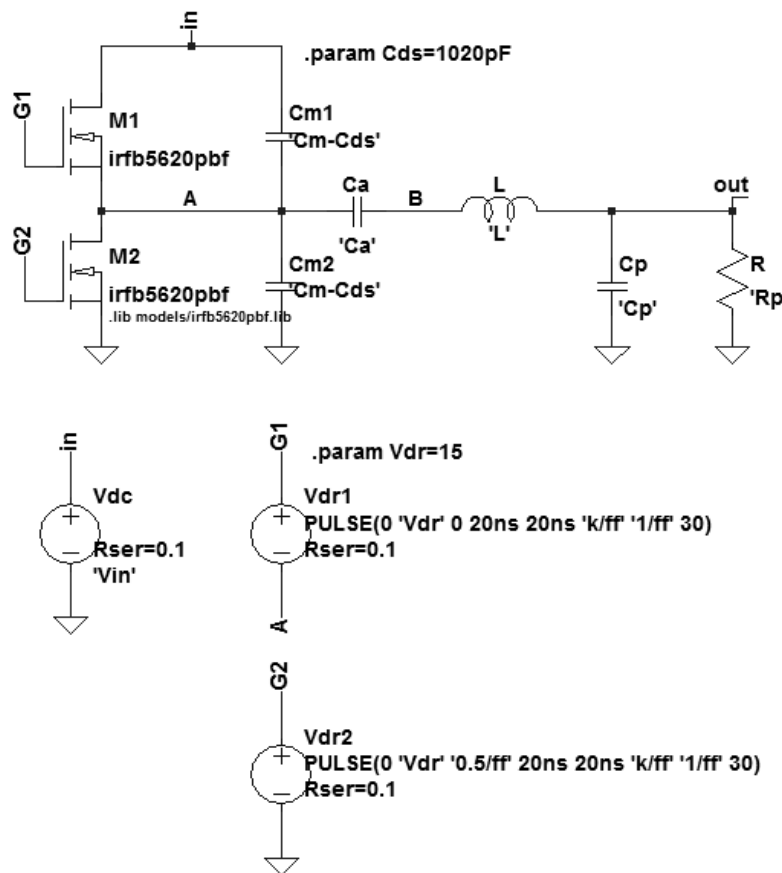 in
.param Cds=1020pF
G1
M1
irfb5620pbf
Cm1
'Cm-Cds'
A
Ca
'Ca'
B
L
'L'
out
G2
M2
irfb5620pbf
.lib models/irfb5620pbf.lib
Cm2
'Cm-Cds'
Cp
'Cp'
R
'Rp
in
Vdc
Rser=0.1
'Vin'
G1
.param Vdr=15
Vdr1
PULSE(0 'Vdr' 0 20ns 20ns 'k/ff' '1/ff' 30)
Rser=0.1
A
G2
Vdr2
PULSE(0 'Vdr' '0.5/ff' 20ns 20ns 'k/ff' '1/ff' 30)
Rser=0.1